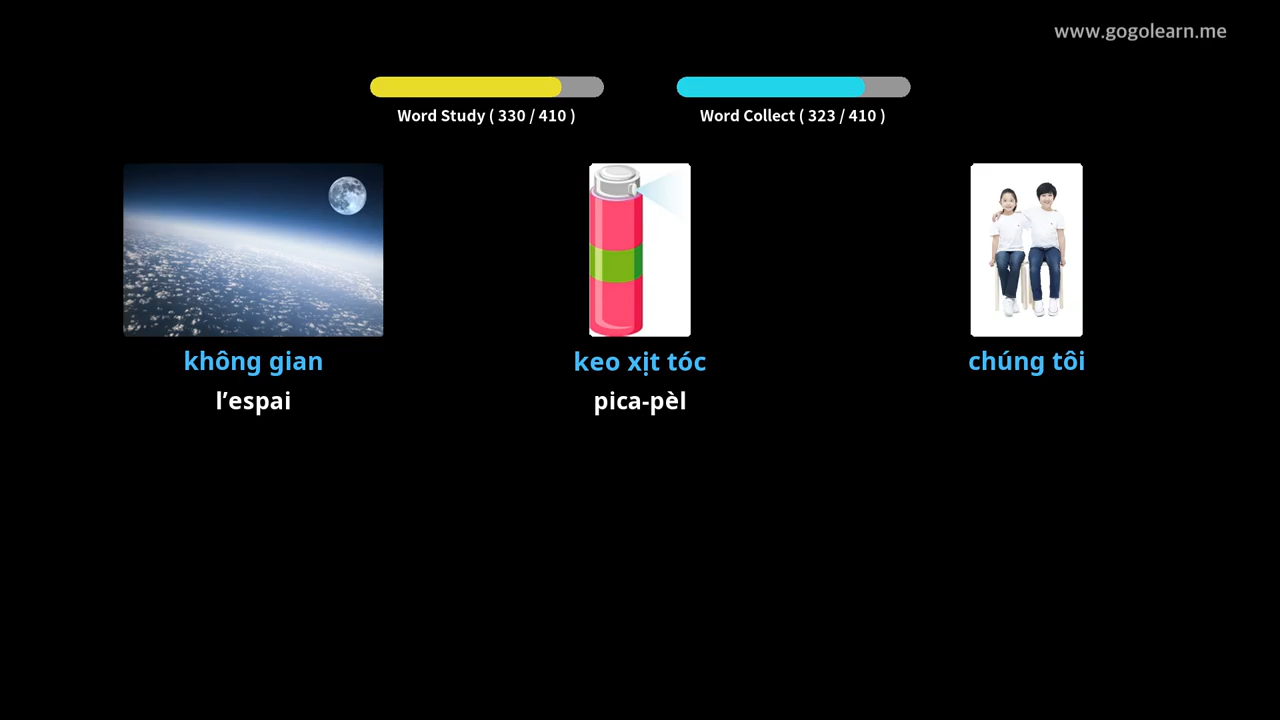 www.gogolearn.me
Word Study ( 330 / 410 )
Word Collect ( 323 / 410 )
không gian
keo xịt tóc
chúng tôi
l’espai
pica-pèl